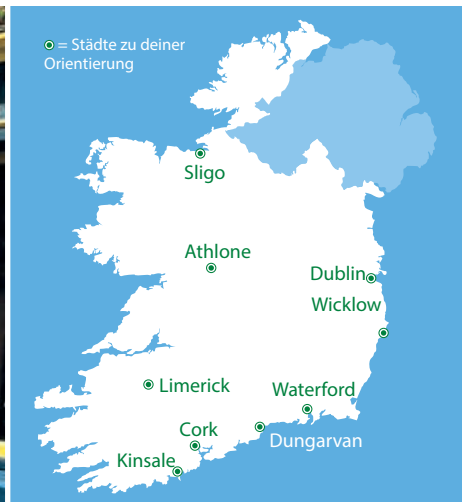 = Städte zu deiner
Orientierung
Sligo
Athlone
Dublin
Wicklow
Limerick
Waterford
Cork
Dungarvan
Kinsale